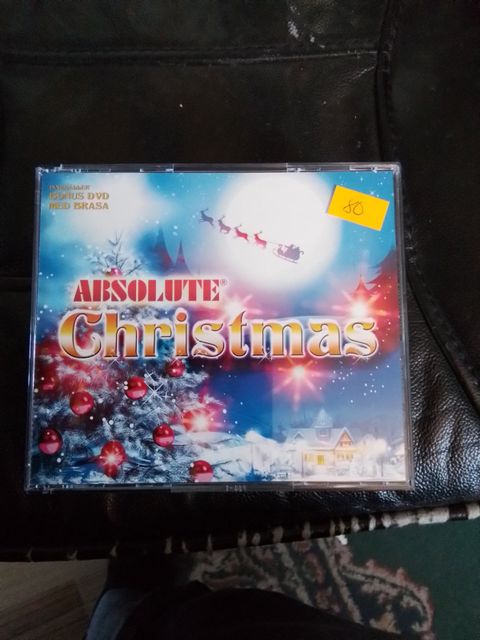 INNEHÅLLER
BONUS DVD
MED BRASA
80
ABSOLUTE®
Christmas